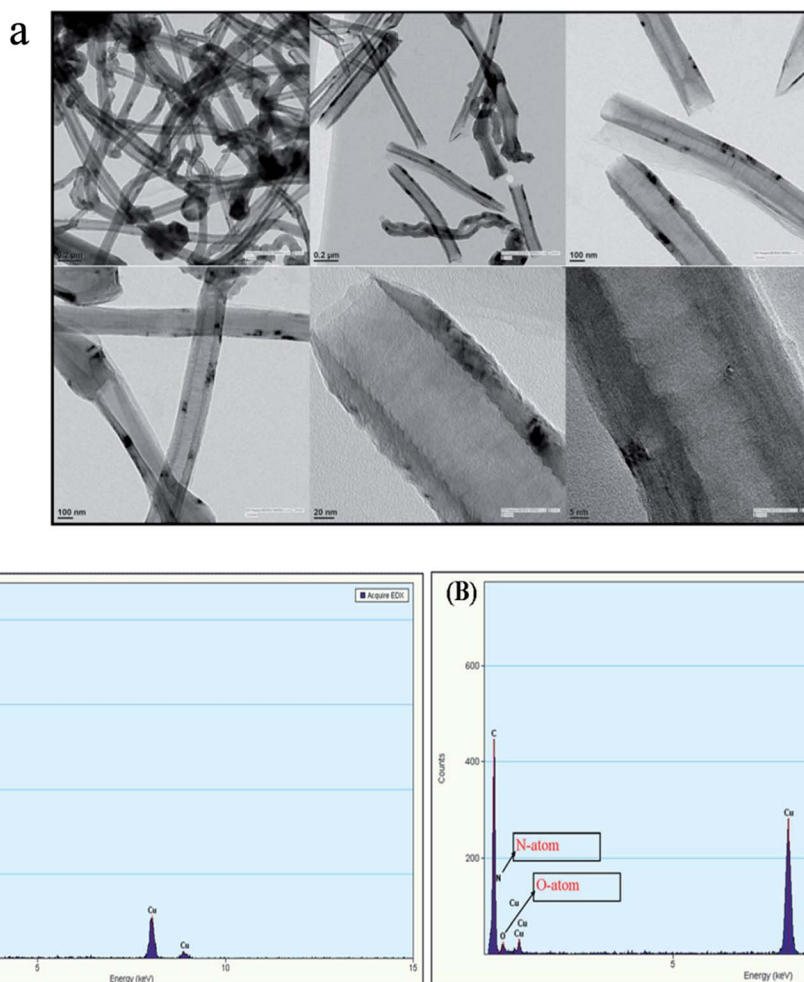 a
0.2 µm
0.2 µm
100 nm
100 nm
20 nm
5 nm
Acquire EDX
Cu
Cu
5
10
15
Energy (keV)
(B)
600
400
200
Counts
C
N
N-atom
O
O-atom
Cu
Cu
Cu
Cu
5
Energy (keV)